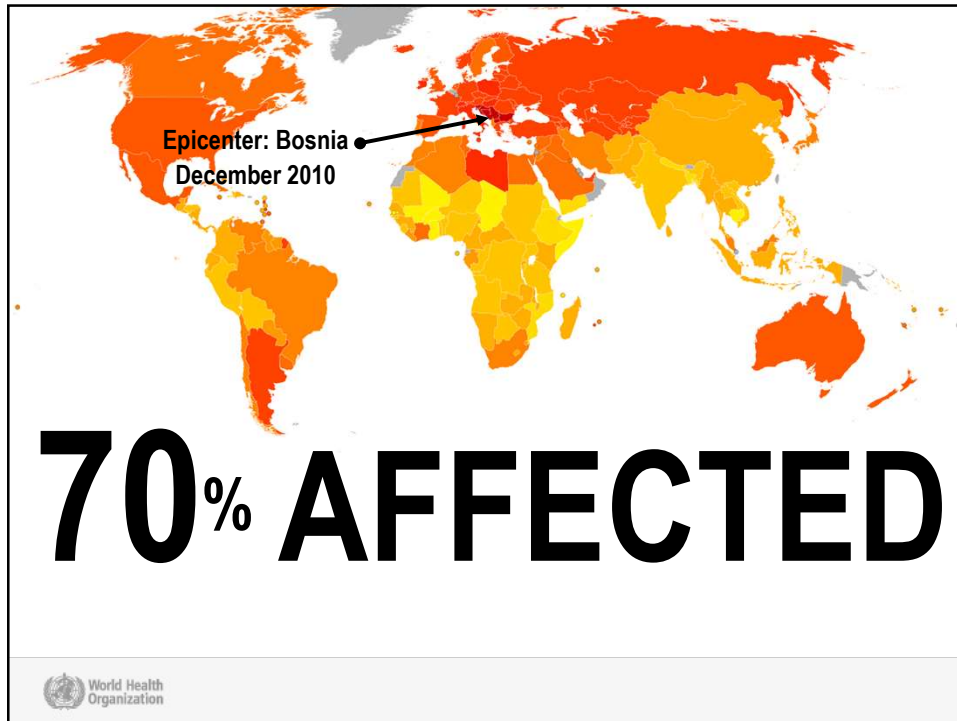 Epicenter: Bosnia
December 2010
70% AFFECTED
World Health
Organization